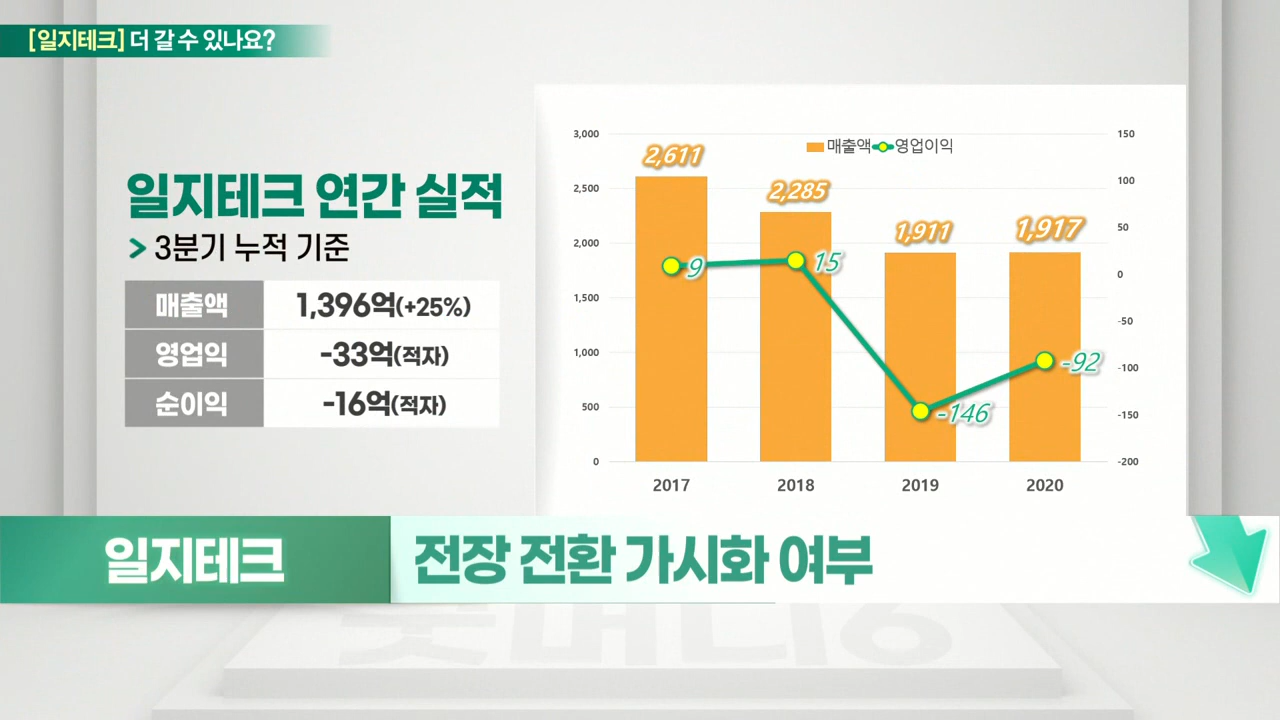 [일지테크] 더 갈 수 있나요?
일지테크 연간 실적
> 3분기 누적 기준
매출액 1,396억(+25%)
영업익 -33억(적자)
순이익 -16억(적자)
매출액 영업이익
3,000
2,500
2,000
1,500
1,000
500
0
2,611
2,285
1,911
1,917
9
15
-146
-92
150
100
50
0
-50
-100
-150
-200
2017 2018 2019 2020
일지테크
전장 전환 가시화 여부
굿머니6